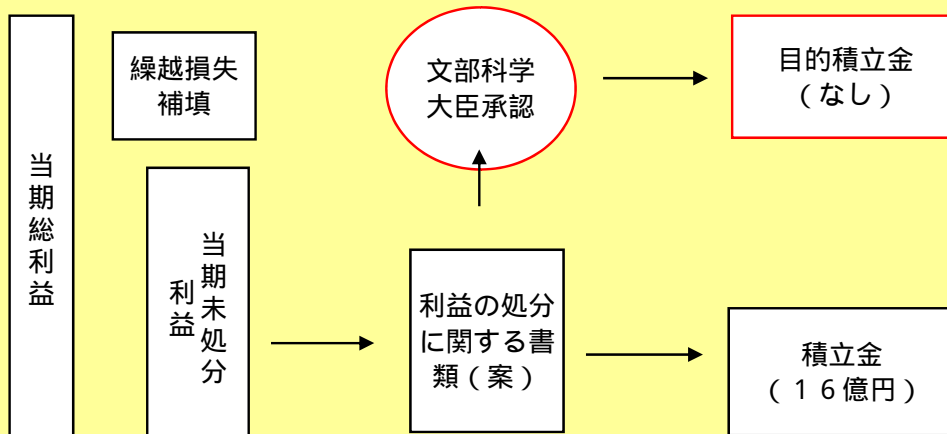 当期総利益
繰越損失
補填
当期未処分
利益
文部科学
大臣承認
利益の処分
に関する書
類（案）
目的積立金
（なし）
積立金
（１６億円）